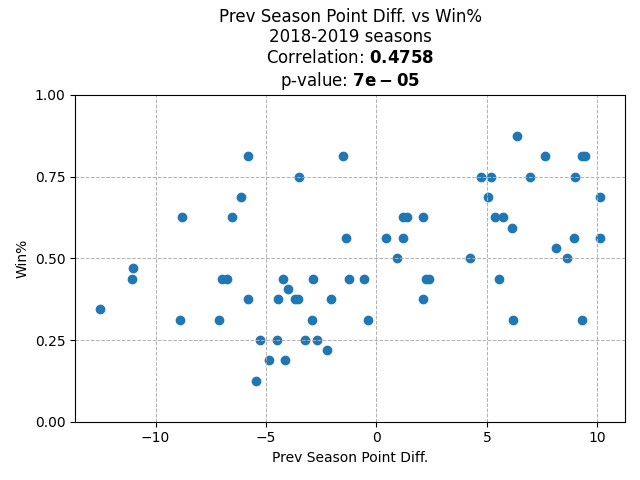 Prev Season Point Diff. vs Win%
2018-2019 seasons
Correlation: 0.4758
p-value: 7e − 05
1.00
0.75
0.50
0.25
0.00
Win%
−10
−5
0
5
10
Prev Season Point Diff.